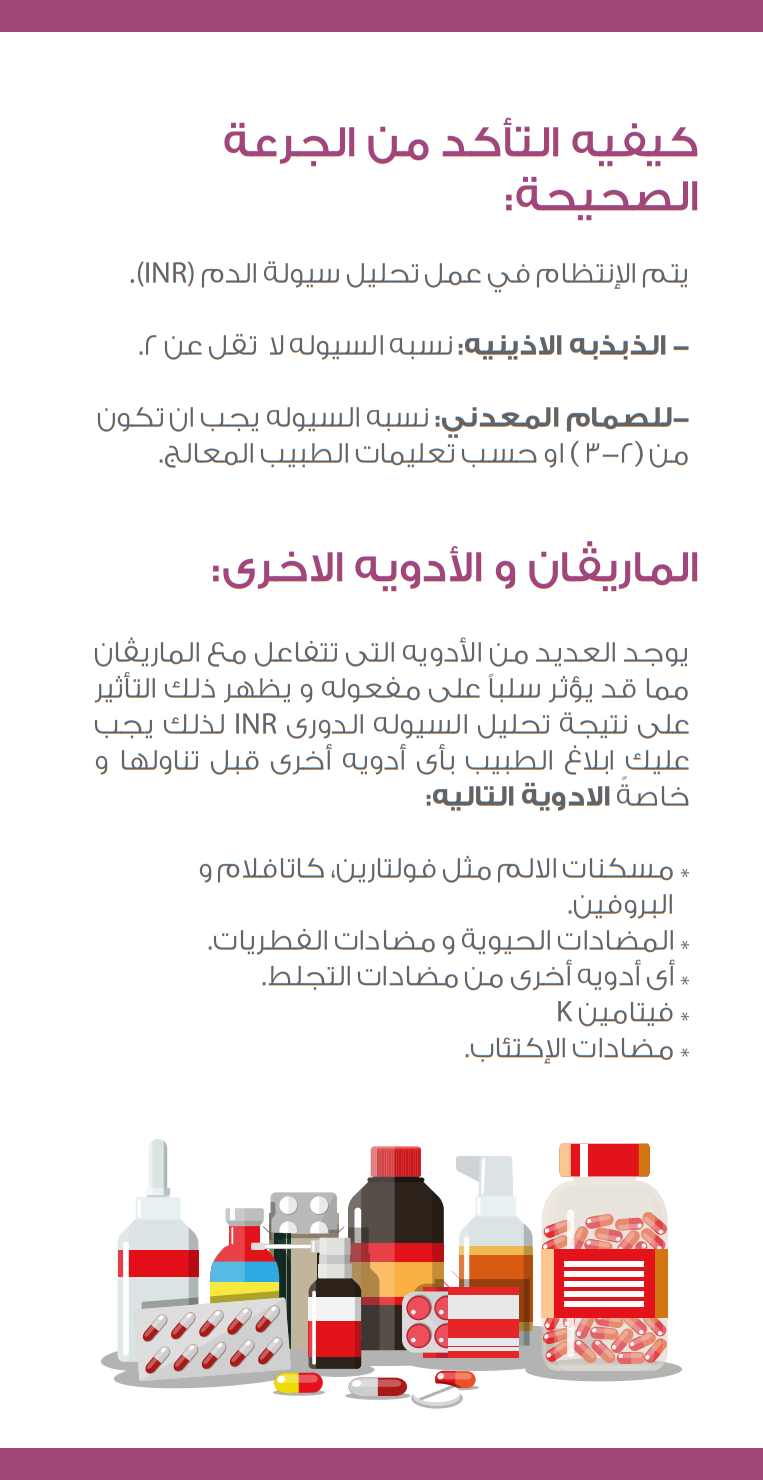 كيفيه التأكد من الجرعة
الصحيحة:
يتم الإنتظام في عمل تحليل سيولة الدم (INR).
- الذبذبه الاذينيه: نسبه السيوله لا تقل عن ٢.
-للصمام المعدني: نسبه السيوله يجب ان تكون
من (٢-٣ ) او حسب تعليمات الطبيب المعالج.
الماريڤان و الأدويه الاخرى:
يوجد العديد من الأدويه التى تتفاعل مع الماريڤان
مما قد يؤثر سلباً على مفعوله و يظهر ذلك التأثير
على نتيجة تحليل السيوله الدورى INR لذلك يجب
عليك ابلاغ الطبيب بأى أدويه أخرى قبل تناولها و
خاصةً الادوية التاليه:
* مسكنات الالم مثل فولتارين، كاتافلام و
البروفين.
* المضادات الحيوية و مضادات الفطريات.
* أى أدويه أخرى من مضادات التجلط.
* فيتامين K
* مضادات الإكتئاب.